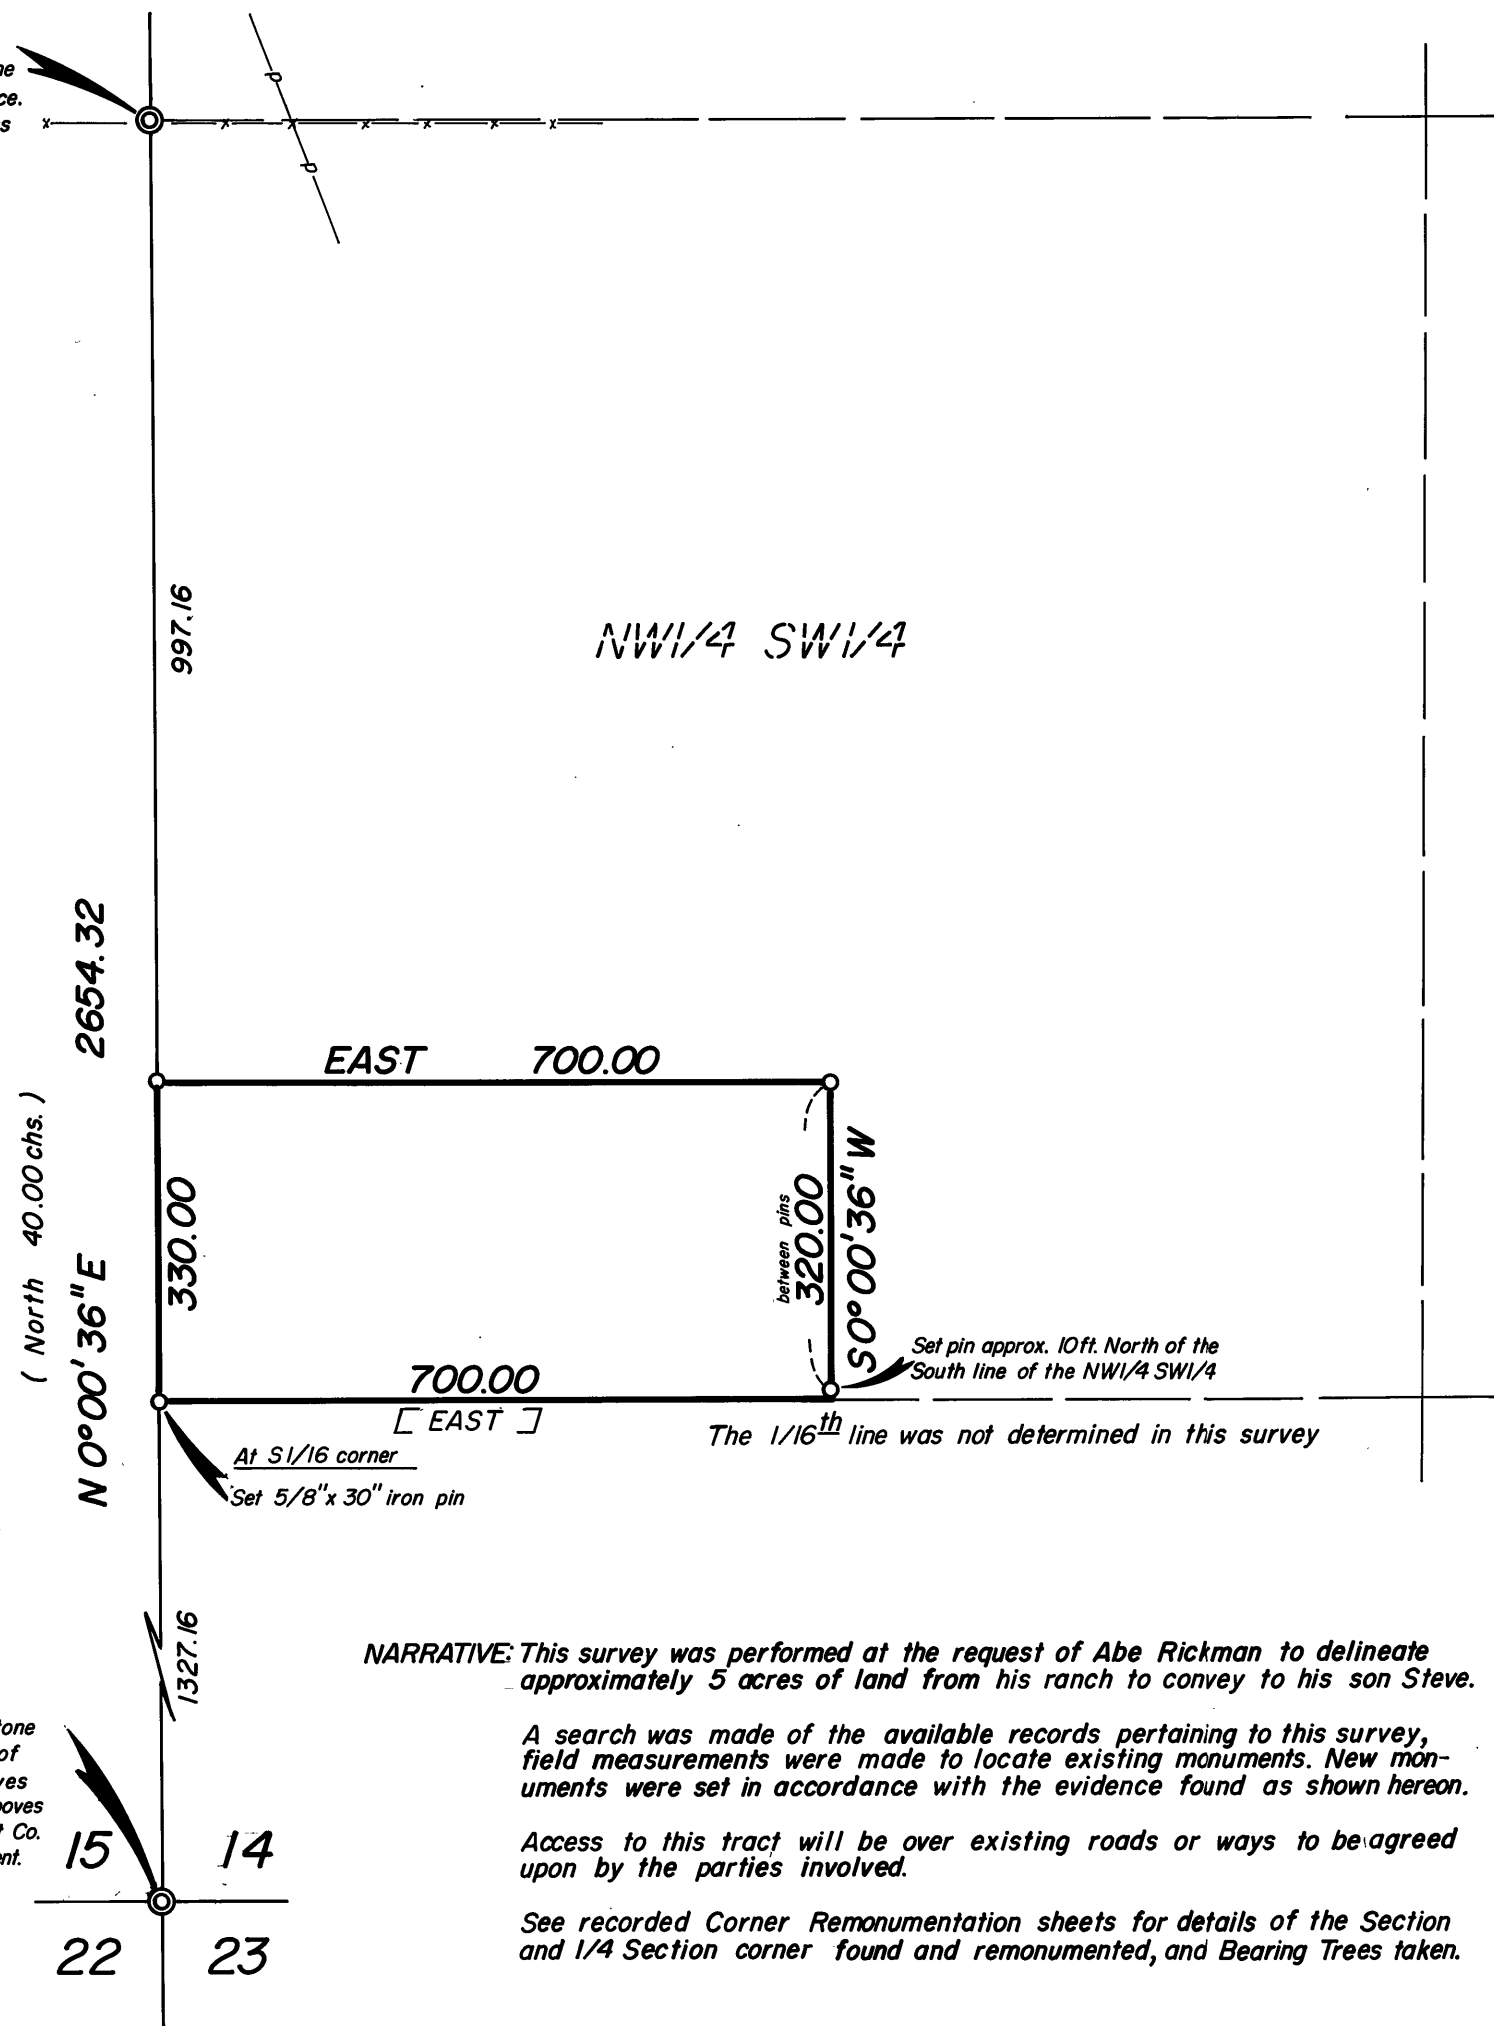 ce.
d
d
997.16
NW1/4 SW1/4
2654.32
EAST 700.00
( North 40.00 chs. )
N 0°00'36"E
330.00
between pins
320.00
S 0°00'36"W
Set pin approx. 10 ft. North of the
South line of the NW1/4 SW1/4
700.00
[ EAST ]
The 1/16th line was not determined in this survey
At S 1/16 corner
Set 5/8"x 30" iron pin
1327.16
NARRATIVE: This survey was performed at the request of Abe Rickman to delineate
approximately 5 acres of land from his ranch to convey to his son Steve.
A search was made of the available records pertaining to this survey,
field measurements were made to locate existing monuments. New mon-
uments were set in accordance with the evidence found as shown hereon.
Access to this tract will be over existing roads or ways to be agreed
upon by the parties involved.
See recorded Corner Remonumentation sheets for details of the Section
and 1/4 Section corner found and remonumented, and Bearing Trees taken.
tone
of
Co.
15 14
22 23